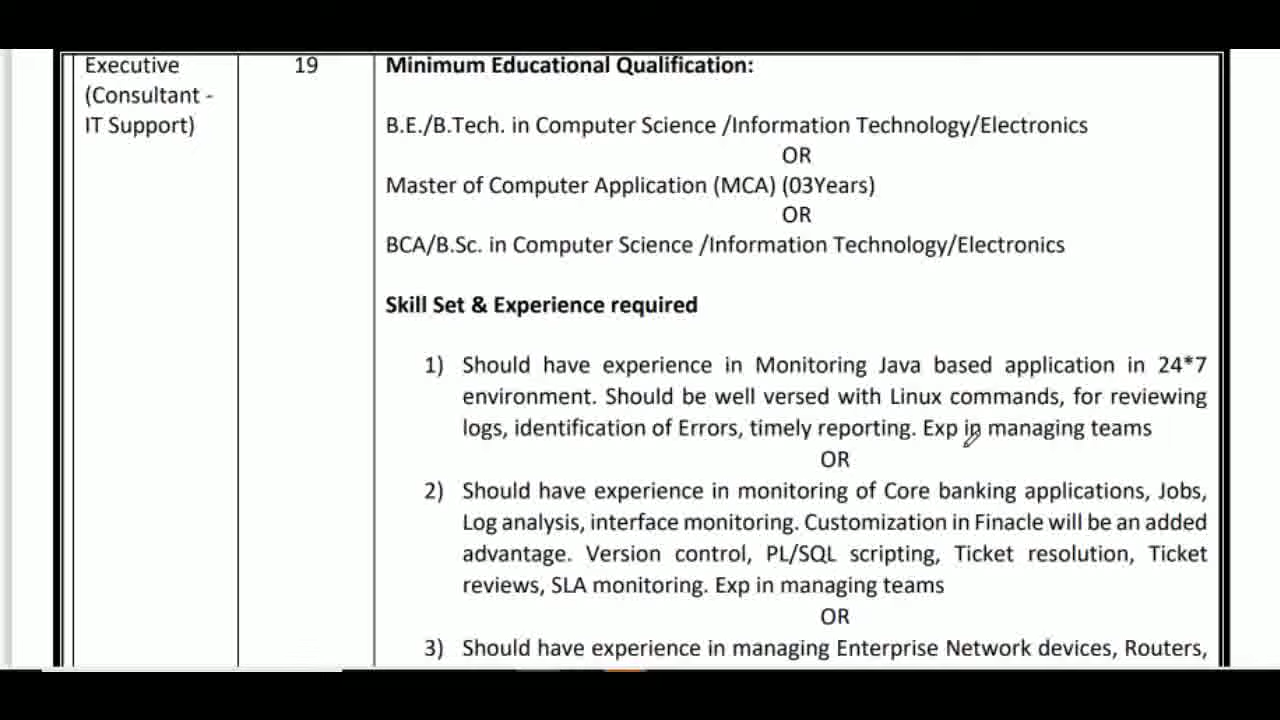 Executive
(Consultant -
IT Support)
19
Minimum Educational Qualification:
B.E./B.Tech. in Computer Science /Information Technology/Electronics
OR
Master of Computer Application (MCA) (03Years)
OR
BCA/B.Sc. in Computer Science /Information Technology/Electronics
Skill Set & Experience required
1) Should have experience in Monitoring Java based application in 24*7
environment. Should be well versed with Linux commands, for reviewing
logs, identification of Errors, timely reporting. Exp in managing teams
OR
2) Should have experience in monitoring of Core banking applications, Jobs,
Log analysis, interface monitoring. Customization in Finacle will be an added
advantage. Version control, PL/SQL scripting, Ticket resolution, Ticket
reviews, SLA monitoring. Exp in managing teams
OR
3) Should have experience in managing Enterprise Network devices, Routers,